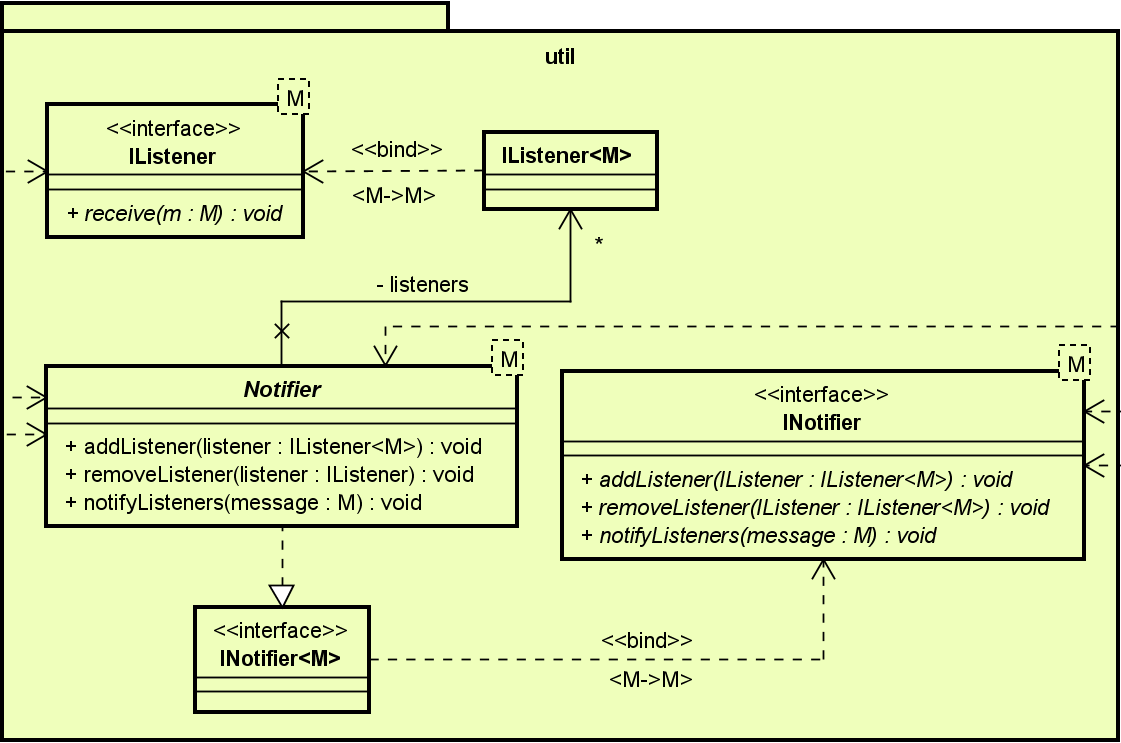 util
M
<<interface>>
IListener
+ receive(m : M) : void
<<bind>>
<M->M>
IListener<M>
*
- listeners
M
Notifier
+ addListener(listener : IListener<M>) : void
+ removeListener(listener : IListener) : void
+ notifyListeners(message : M) : void
M
<<interface>>
INotifier
+ addListener(IListener : IListener<M>) : void
+ removeListener(IListener : IListener<M>) : void
+ notifyListeners(message : M) : void
<<interface>>
INotifier<M>
<<bind>>
<M->M>